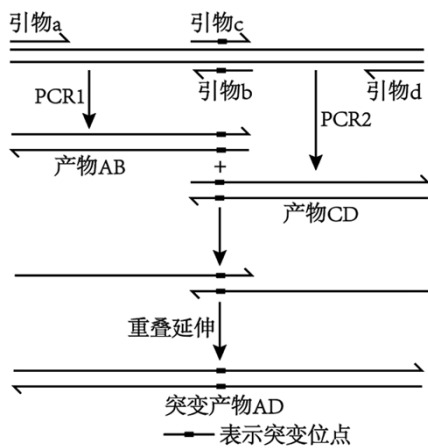 引物a
引物c
引物b
引物d
PCR1
PCR2
产物AB
+
产物CD
重叠延伸
突变产物AD
表示突变位点